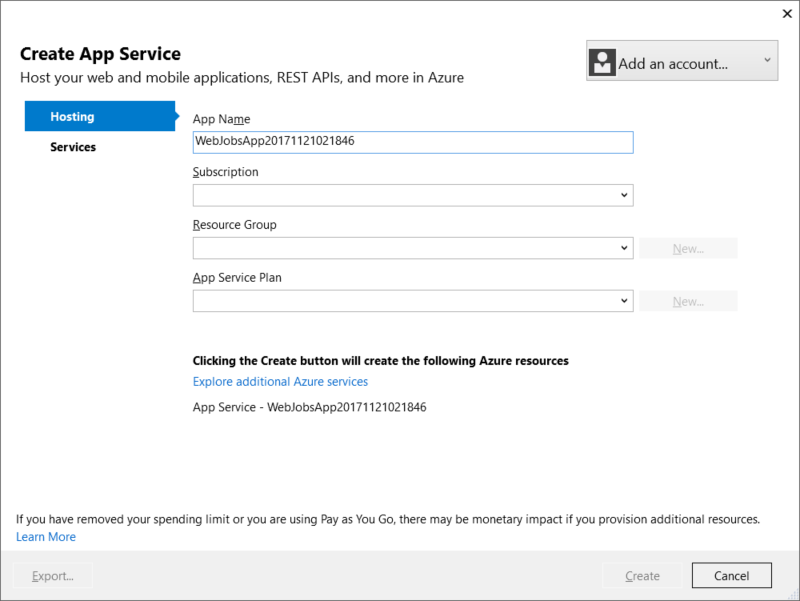 Create App Service
Host your web and mobile applications, REST APIs, and more in Azure
Add an account...
Hosting
Services
App Name
WebJobsApp20171121021846
Subscription
Resource Group
New...
App Service Plan
New...
Clicking the Create button will create the following Azure resources
Explore additional Azure services
App Service - WebJobsApp20171121021846
If you have removed your spending limit or you are using Pay as You Go, there may be monetary impact if you provision additional resources.
Learn More
Export...
Create
Cancel